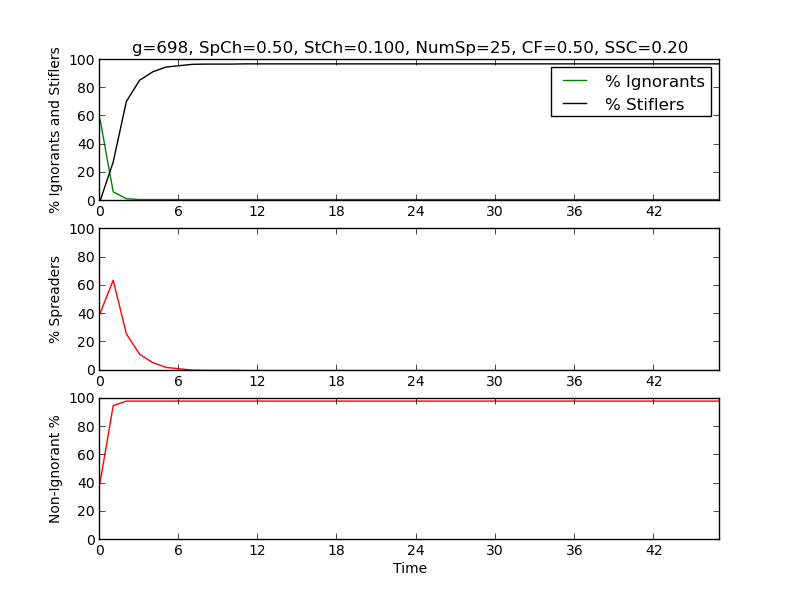 g=698, SpCh=0.50, StCh=0.100, NumSp=25, CF=0.50, SSC=0.20
% Ignorants and Stiflers
100
80
60
40
20
0
% Ignorants
% Stiflers
0 6 12 18 24 30 36 42
% Spreaders
100
80
60
40
20
0
0 6 12 18 24 30 36 42
Non-Ignorant %
100
80
60
40
20
0
0 6 12 18 24 30 36 42
Time